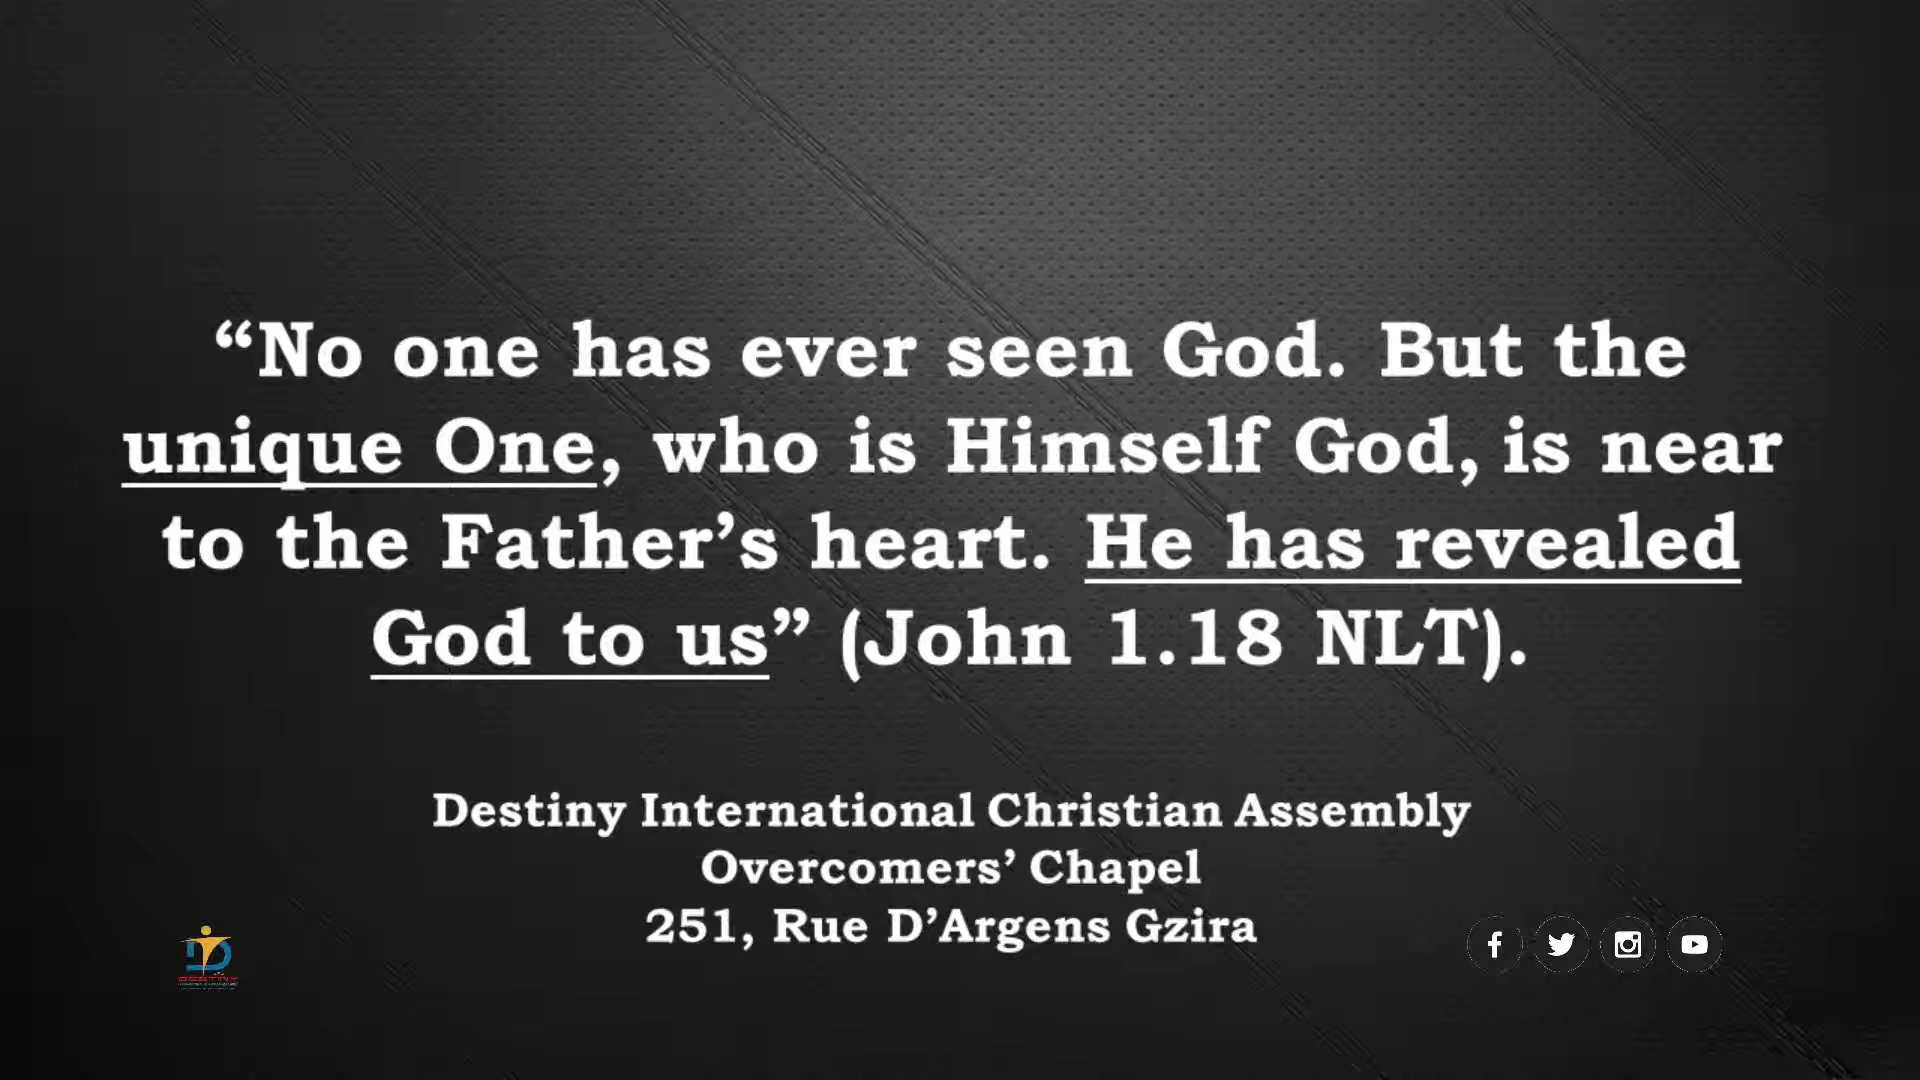 “No one has ever seen God. But the
unique One, who is Himself God, is near
to the Father’s heart. He has revealed
God to us” (John 1.18 NLT).
Destiny International Christian Assembly
Overcomers’ Chapel
251, Rue D’Argens Gzira
DESTINY